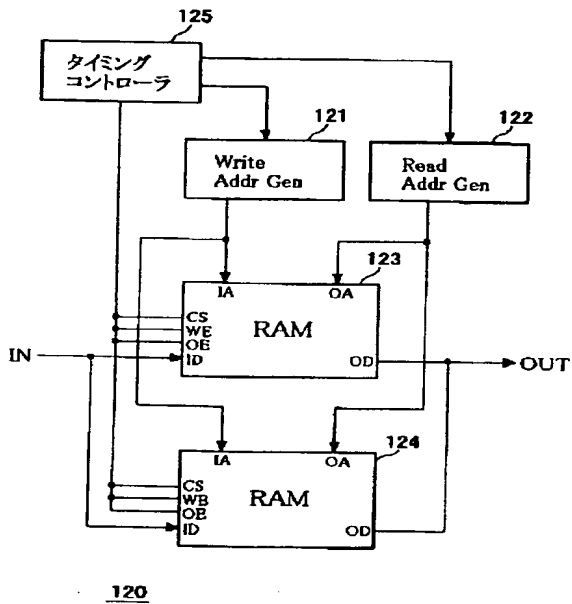 125
タイミング
コントローラ
121
122
Write
Addr Gen
Read
Addr Gen
123
IA
OA
CS
WE
OE
ID
RAM
OD
IN
OUT
124
IA
OA
CS
WB
OE
ID
RAM
OD
120